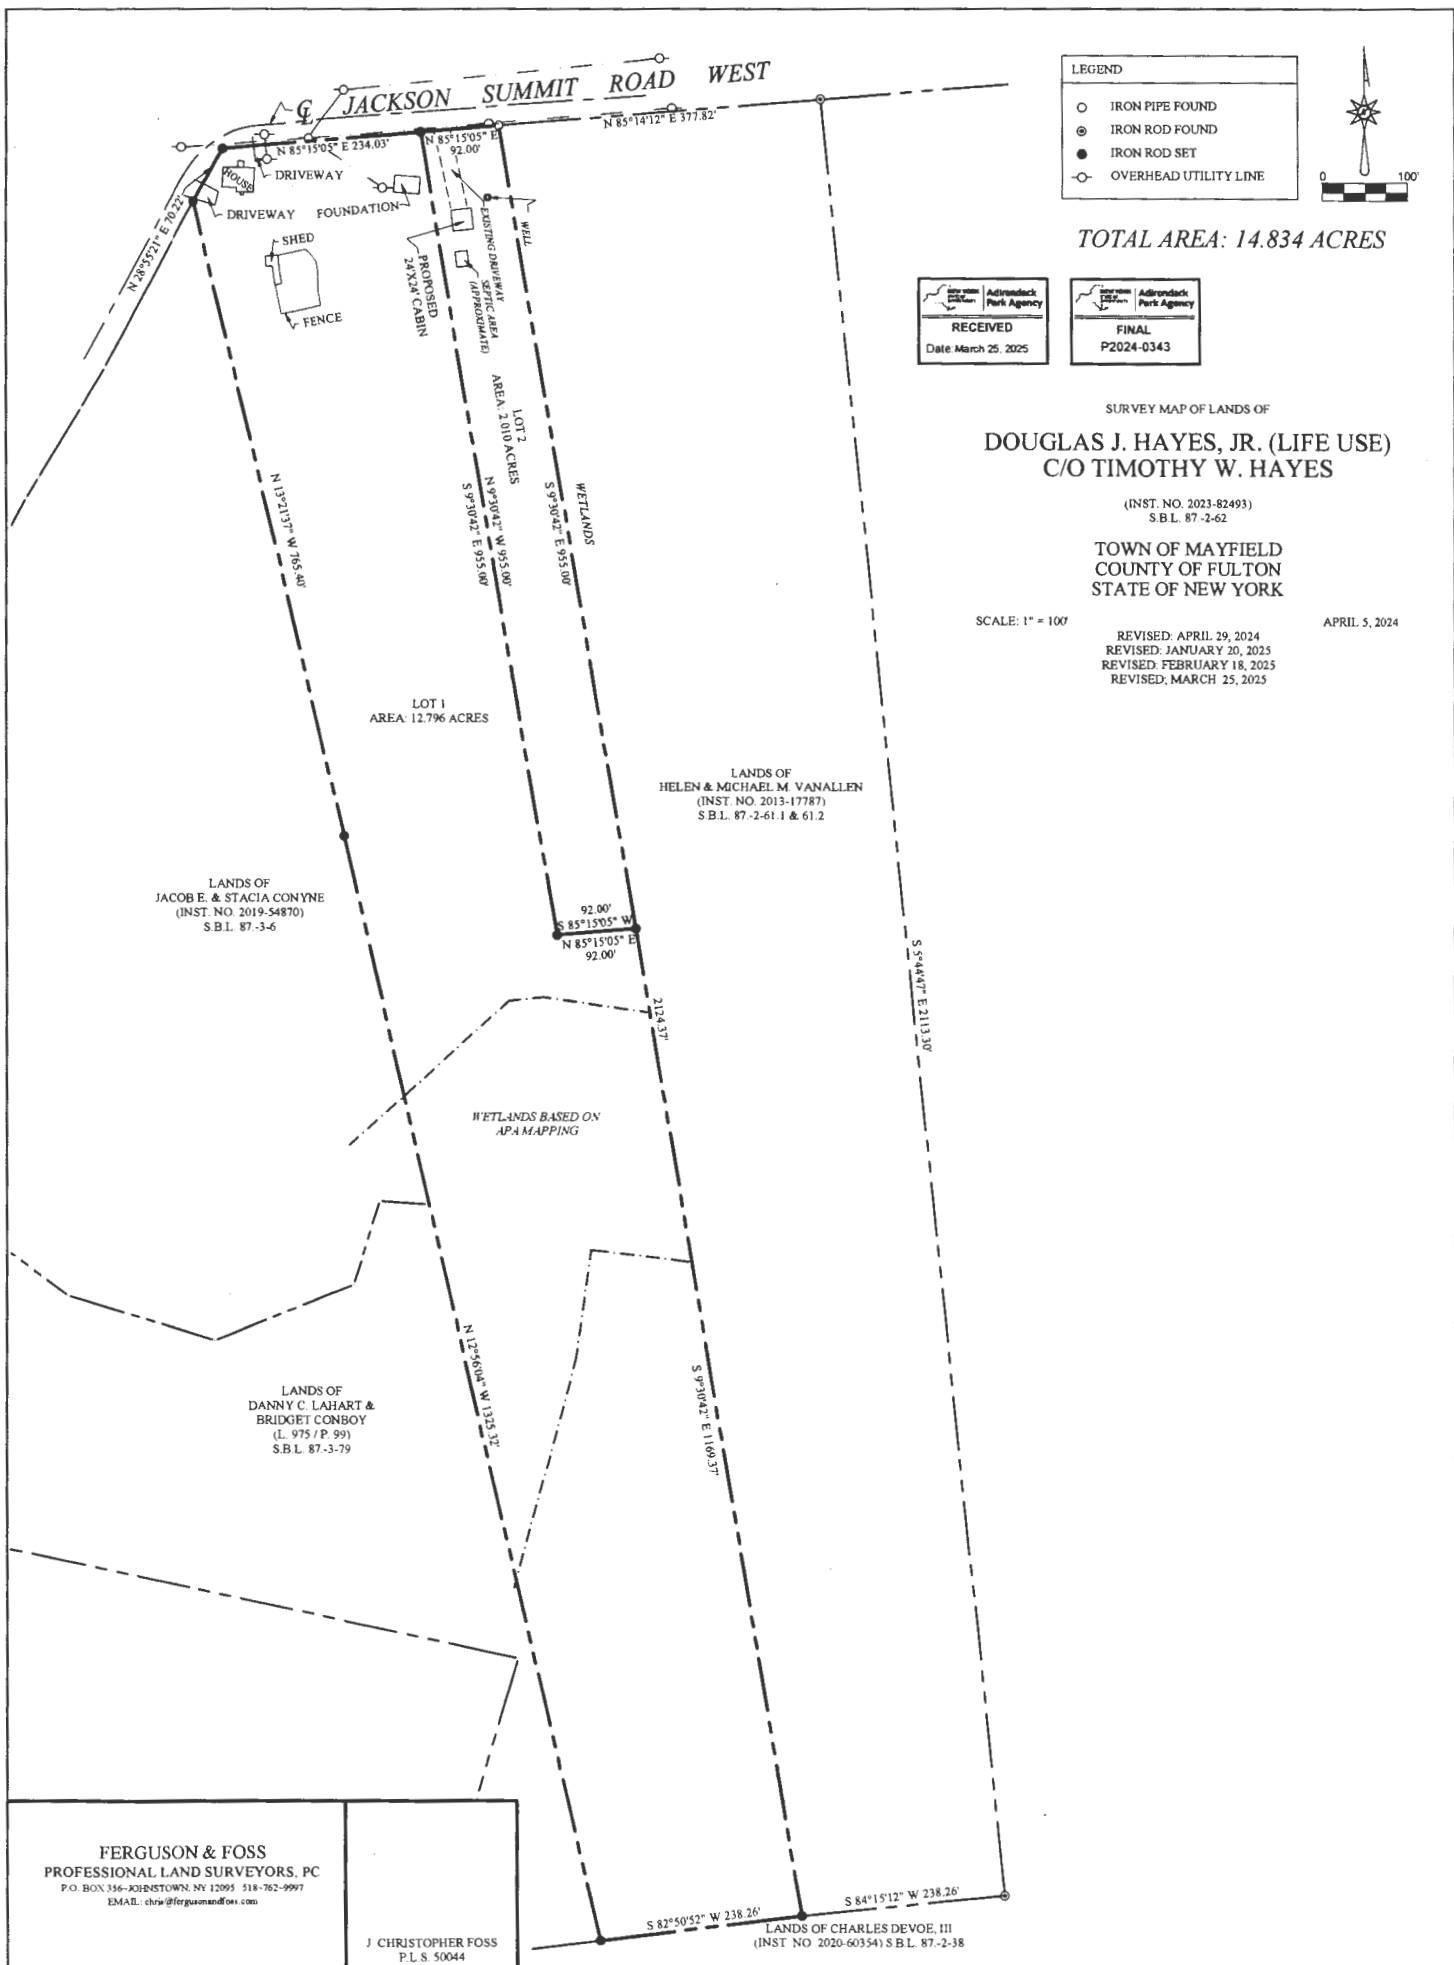 JACKSON SUMMIT ROAD WEST
N 85°15'05" E 234.03'
N 85°15'05" E
92.00'
N 85°14'12" E 377.82'
HOUSE
DRIVEWAY
DRIVEWAY
FOUNDATION
SHED
FENCE
N 28°55'21" E 70.22'
PROPOSED
24'X24' CABIN
EXISTING DRIVEWAY
SEPTIC AREA
(APPROXIMATE)
WELL
LOT 2
AREA: 2.010 ACRES
N 9°30'42" W 955.00'
S 9°30'42" E 955.00'
S 9°30'42" E 955.00'
WETLANDS
N 13°21'37" W 765.40'
LOT 1
AREA: 12.796 ACRES
LANDS OF
HELEN & MICHAEL M. VANALLEN
(INST. NO. 2013-17787)
S.B.L. 87.-2-61.1 & 61.2
LANDS OF
JACOB E. & STACIA CONYNE
(INST. NO. 2019-54870)
S.B.L. 87.-3-6
92.00'
S 85°15'05" W
N 85°15'05" E
92.00'
2124.37'
S 5°44'47" E 2113.30'
WETLANDS BASED ON
APA MAPPING
N 12°56'04" W 1325.32'
S 9°30'42" E 1169.37'
LANDS OF
DANNY C. LAHART &
BRIDGET CONBOY
(L. 975 / P. 99)
S.B.L. 87.-3-79
S 82°50'52" W 238.26'
S 84°15'12" W 238.26'
LANDS OF CHARLES DEVOE, III
(INST NO 2020-60354) S.B.L. 87.-2-38
LEGEND
IRON PIPE FOUND
IRON ROD FOUND
IRON ROD SET
OVERHEAD UTILITY LINE
0 100'
TOTAL AREA: 14.834 ACRES
Adirondack
Park Agency
RECEIVED
Date: March 25, 2025
Adirondack
Park Agency
FINAL
P2024-0343
SURVEY MAP OF LANDS OF
DOUGLAS J. HAYES, JR. (LIFE USE)
C/O TIMOTHY W. HAYES
(INST. NO. 2023-82493)
S.B.L. 87.-2-62
TOWN OF MAYFIELD
COUNTY OF FULTON
STATE OF NEW YORK
SCALE: 1" = 100'
APRIL 5, 2024
REVISED: APRIL 29, 2024
REVISED: JANUARY 20, 2025
REVISED: FEBRUARY 18, 2025
REVISED: MARCH 25, 2025
FERGUSON & FOSS
PROFESSIONAL LAND SURVEYORS, PC
P.O. BOX 356-JOHNSTOWN, NY 12095 518-762-9997
EMAIL: chris@fergusonandfoss.com
J CHRISTOPHER FOSS
P.L.S. 50044